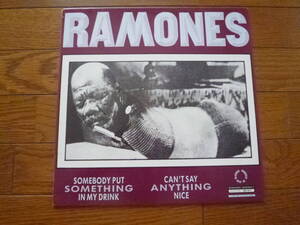 RAMONES
SOMEBODY PUT
SOMETHING
IN MY DRINK
CAN'T SAY
ANYTHING
NICE